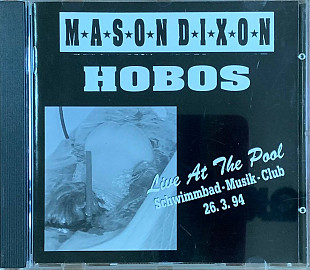 M★A★S★O★N D★I★X★O★N
HOBOS
Live At The Pool
Schwimmbad-Musik-Club
26.3.94